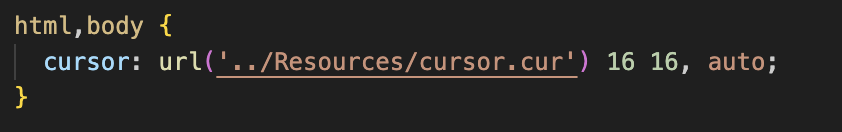 html,body {
  cursor: url('../Resources/cursor.cur') 16 16, auto;
}